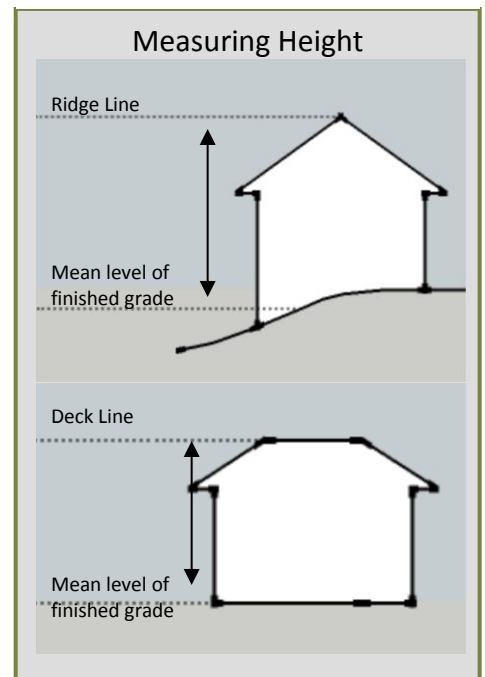 Measuring Height
Ridge Line
Mean level of
finished grade
Deck Line
Mean level of
finished grade